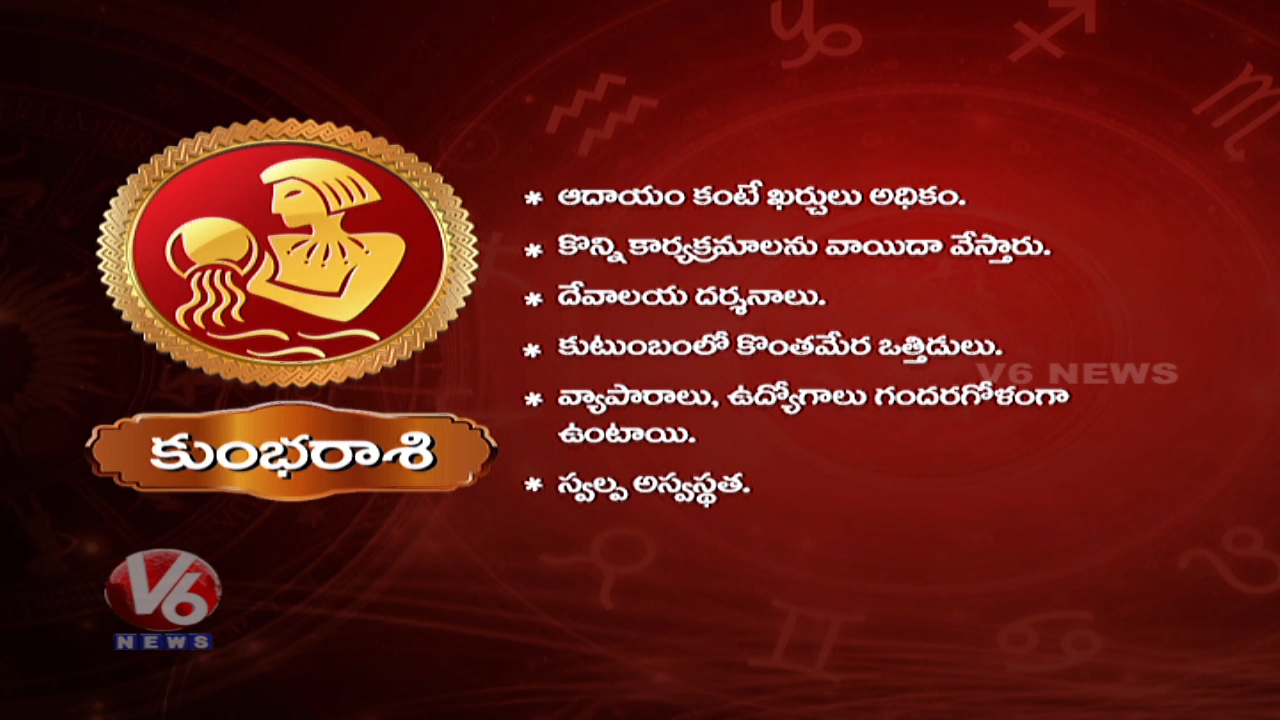 * ఆదాయం కంటే ఖర్చులు అధికం.
* కొన్ని కార్యక్రమాలను వాయిదా వేస్తారు.
* దేవాలయ దర్శనాలు.
* కుటుంబంలో కొంతమేర ఒత్తిడులు.
V6 NEWS
* వ్యాపారాలు, ఉద్యోగాలు గందరగోళంగా
ఉంటాయి.
* స్వల్ప అస్వస్థత.
కుంభరాశి
V6
NEWS